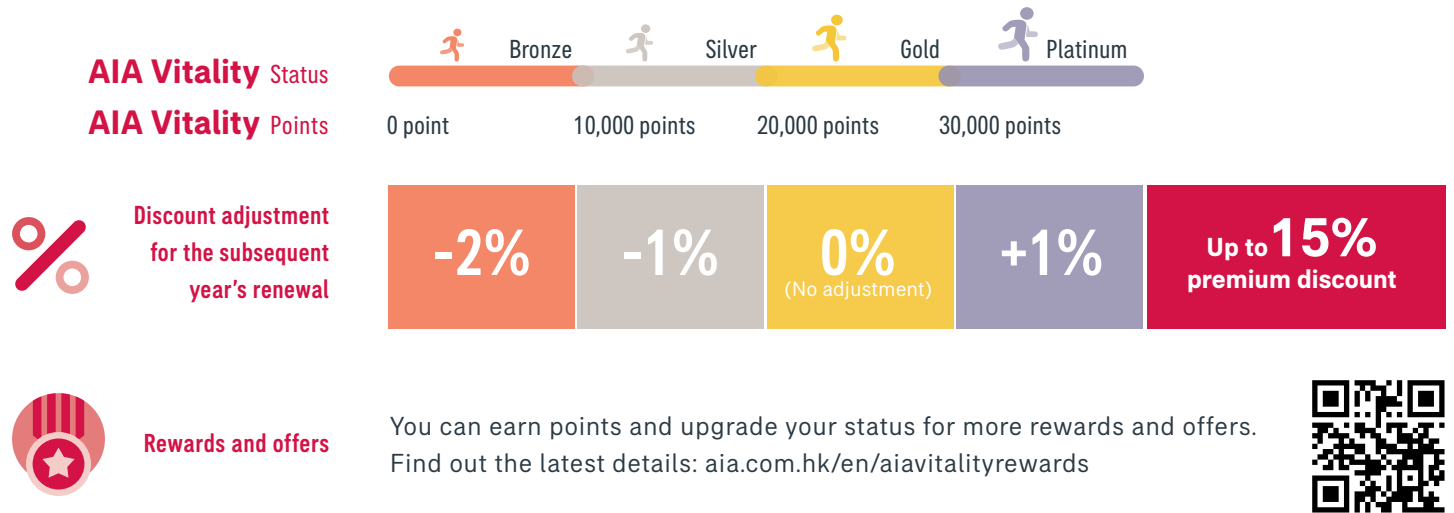 Bronze Silver Gold Platinum
AIA Vitality Status
AIA Vitality Points 0 point 10,000 points 20,000 points 30,000 points
Discount adjustment
for the subsequent
year’s renewal
-2% -1% 0% +1%
(No adjustment)
Up to 15%
premium discount
Rewards and offers
You can earn points and upgrade your status for more rewards and offers.
Find out the latest details: aia.com.hk/en/aiavitalityrewards